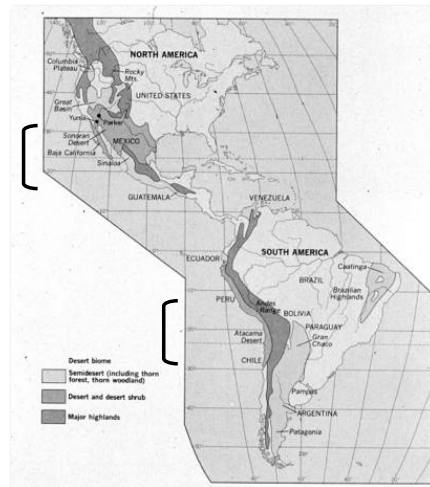 NORTH AMERICA
Columbia
Plateau
Rocky
Mts.
UNITED STATES
Great
Basin
Yuma
Parker
Sonoran
Desert
MEXICO
Baja California
Sinaloa
GUATEMALA
VENEZUELA
SOUTH AMERICA
ECUADOR
Caatinga
BRAZIL
PERU
Brazilian
Highlands
Andes
Range
BOLIVIA
Atacama
Desert
PARAGUAY
Gran
Chaco
CHILE
Pampas
ARGENTINA
Patagonia
Desert biome
Semidesert (including thorn
forest, thorn woodland)
Desert and desert shrub
Major highlands